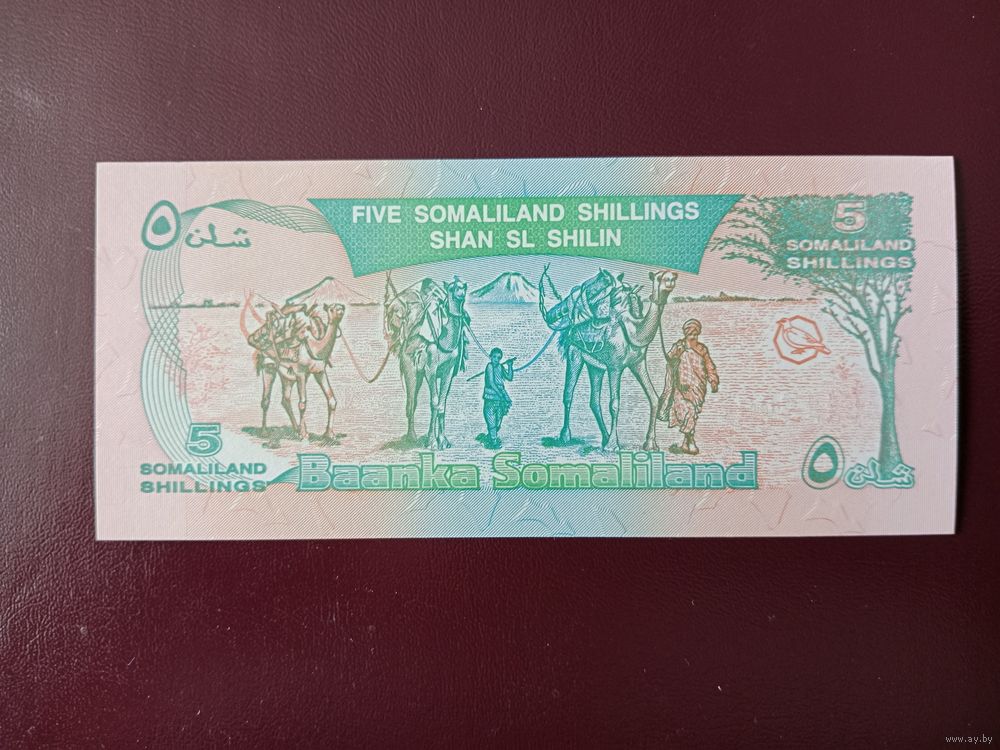 FIVE SOMALILAND SHILLINGS
SHAN SL SHILIN
٥
شلن
5
SOMALILAND
SHILLINGS
5
SOMALILAND
SHILLINGS
Baanka Somaliland
٥
شلن
www.ay.by